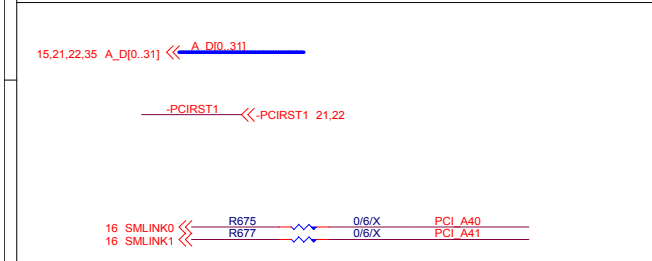 15,21,22,35 A_D[0..31] A_D[0..31]
-PCIRST1 -PCIRST1 21,22
16 SMLINK0 R675 0/6/X PCI_A40
16 SMLINK1 R677 0/6/X PCI_A41